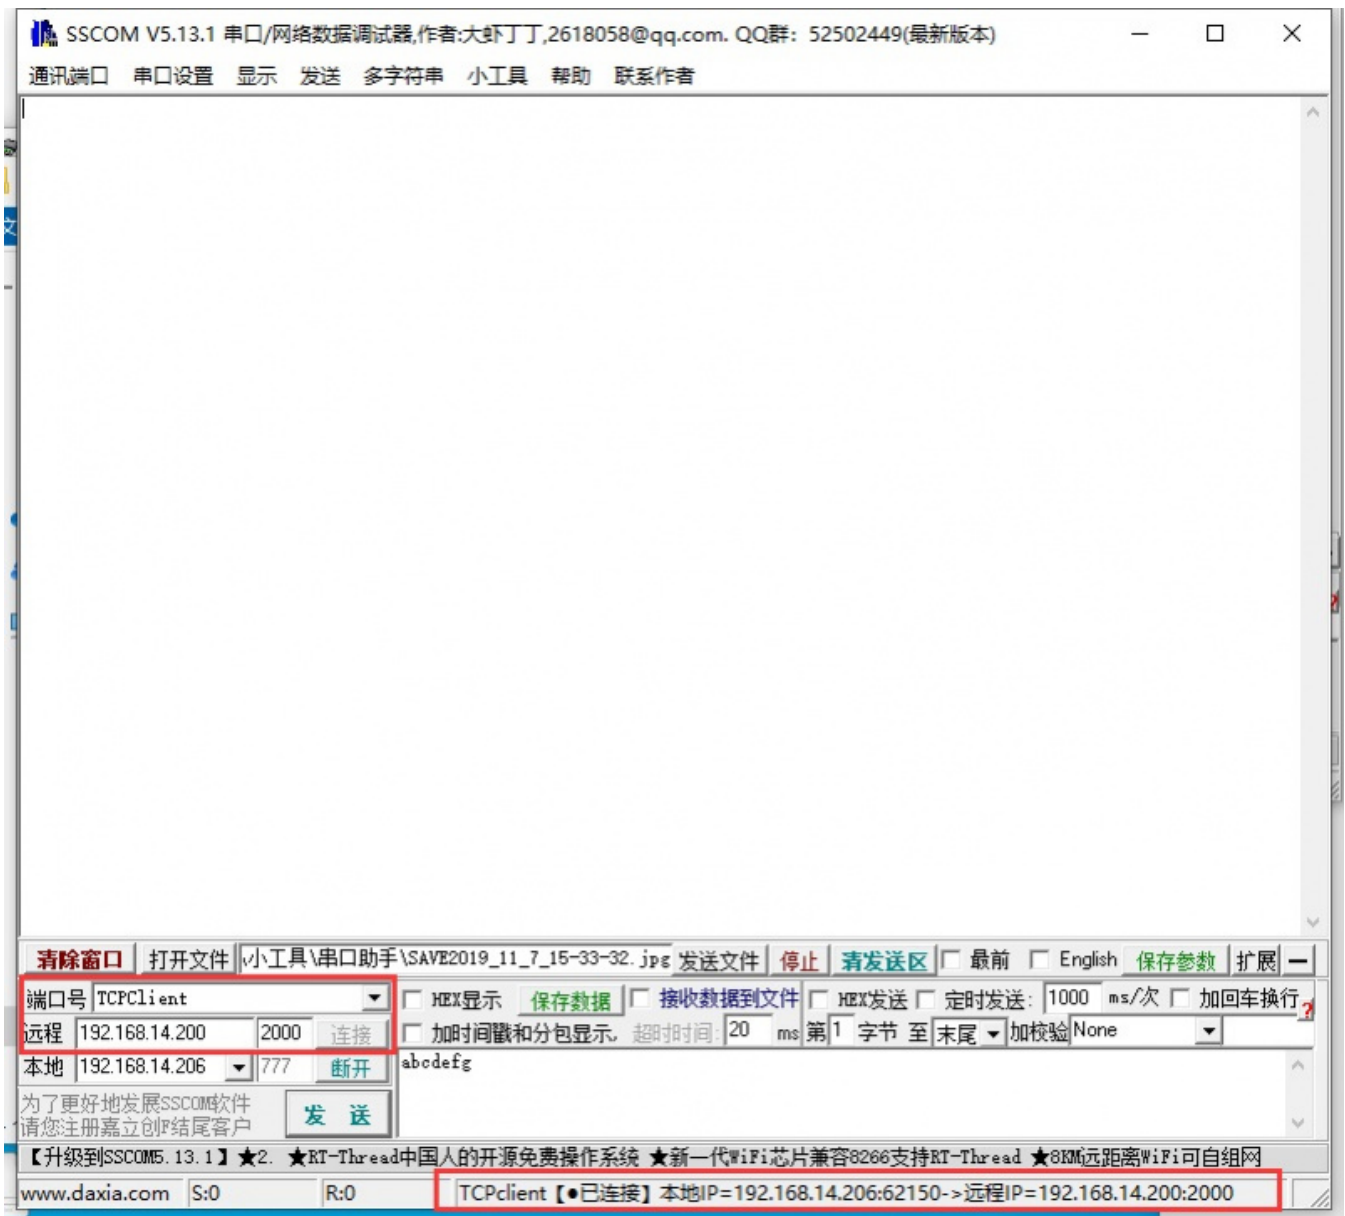 SSCOM V5.13.1 串口/网络数据调试器,作者:大虾丁丁,2618058@qq.com. QQ群: 52502449(最新版本)
通讯端口 串口设置 显示 发送 多字符串 小工具 帮助 联系作者
清除窗口 打开文件 \小工具\串口助手\SAVE2019_11_7_15-33-32.jpg 发送文件 停止 清发送区 最前 English 保存参数 扩展 —
端口号 TCPClient HEX显示 保存数据 接收数据到文件 HEX发送 定时发送: 1000 ms/次 加回车换行 ?
远程 192.168.14.200 2000 连接 加时间戳和分包显示, 超时时间: 20 ms 第1 字节 至 末尾 加校验 None
本地 192.168.14.206 777 断开 abcdefg
为了更好地发展SSCOM软件
请您注册嘉立创F结尾客户 发 送
【升级到SSCOM5.13.1】★2. ★RT-Thread中国人的开源免费操作系统 ★新一代WiFi芯片兼容8266支持RT-Thread ★8KM远距离WiFi可自组网
www.daxia.com S:0 R:0 TCPclient【●已连接】本地IP=192.168.14.206:62150->远程IP=192.168.14.200:2000